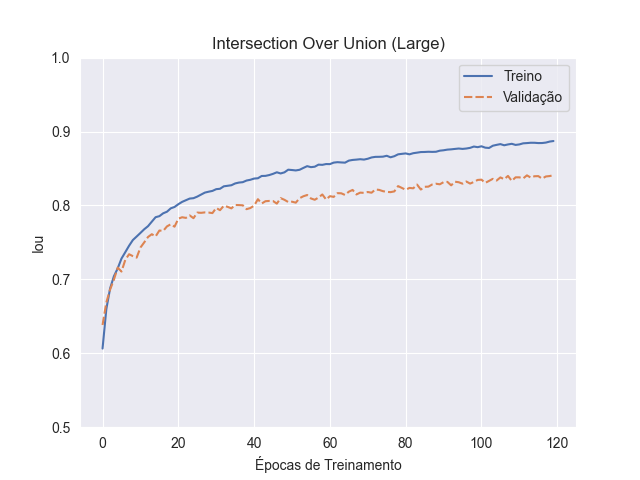 Intersection Over Union (Large)
1.0
Treino
Validação
0.9
0.8
Iou
0.7
0.6
0.5
0 20 40 60 80 100 120
Épocas de Treinamento